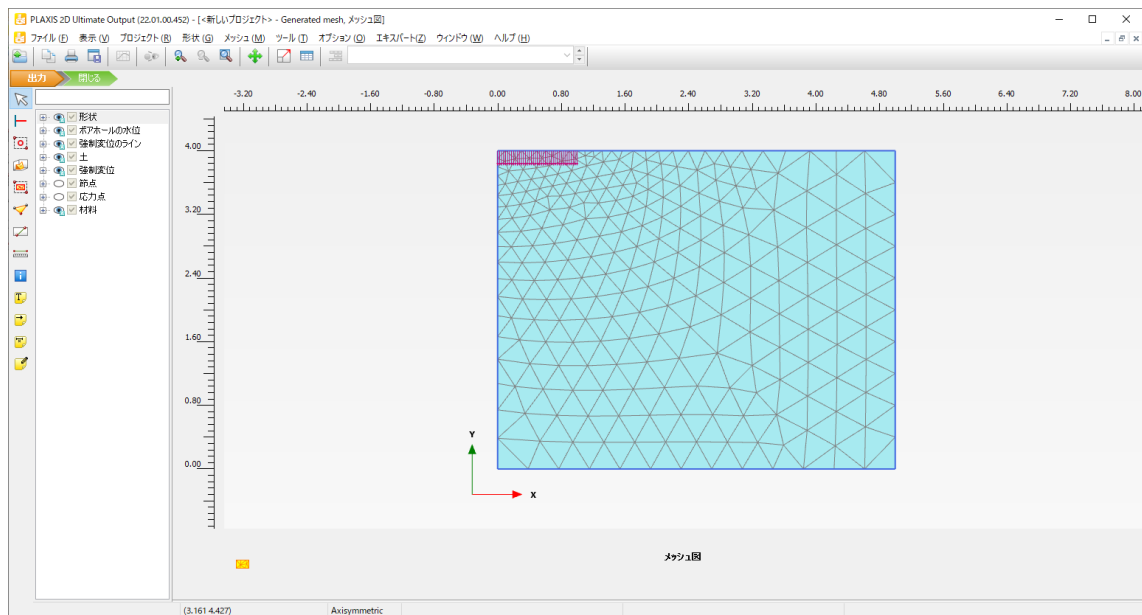 PLAXIS 2D Ultimate Output (22.01.00.452) - [<新しいプロジェクト> - Generated mesh, メッシュ図]
ファイル (F) 表示 (V) プロジェクト(R) 形状 (G) メッシュ (M) ツール (T) オプション (O) エキスパート(Z) ウィンドウ (W) ヘルプ (H)
出力 閉じる
-3.20 -2.40 -1.60 -0.80 0.00 0.80 1.60 2.40 3.20 4.00 4.80 5.60 6.40 7.20 8.00
形状
ボアホールの水位
強制変位のライン
土
強制変位
節点
応力点
材料
4.00
3.20
2.40
1.60
0.80
0.00
Y
X
メッシュ図
(3.161 4.427) Axisymmetric